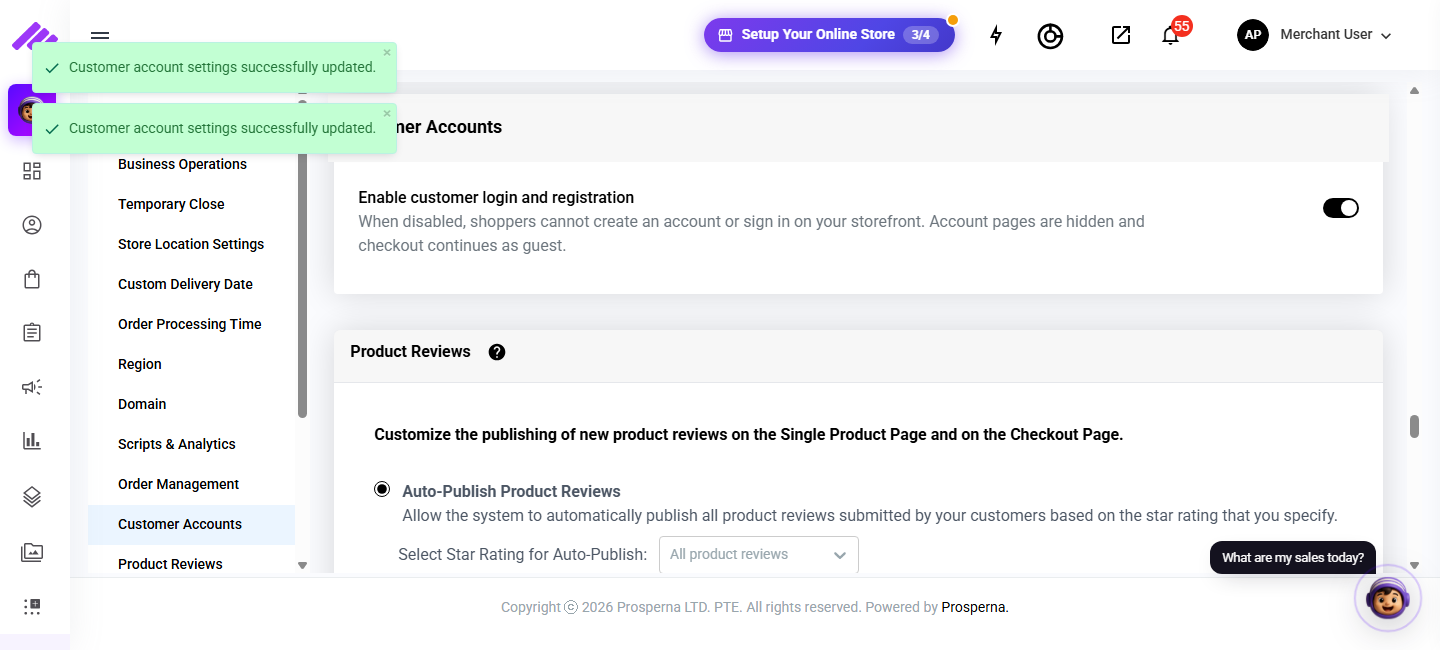 Setup Your Online Store 3/4
55
AP
Merchant User
Customer account settings successfully updated.
Customer account settings successfully updated.
mer Accounts
Business Operations
Temporary Close
Store Location Settings
Custom Delivery Date
Order Processing Time
Region
Domain
Scripts & Analytics
Order Management
Customer Accounts
Product Reviews
Enable customer login and registration
When disabled, shoppers cannot create an account or sign in on your storefront. Account pages are hidden and
checkout continues as guest.
Product Reviews
Customize the publishing of new product reviews on the Single Product Page and on the Checkout Page.
Auto-Publish Product Reviews
Allow the system to automatically publish all product reviews submitted by your customers based on the star rating that you specify.
Select Star Rating for Auto-Publish: All product reviews
What are my sales today?
Copyright © 2026 Prosperna LTD. PTE. All rights reserved. Powered by Prosperna.